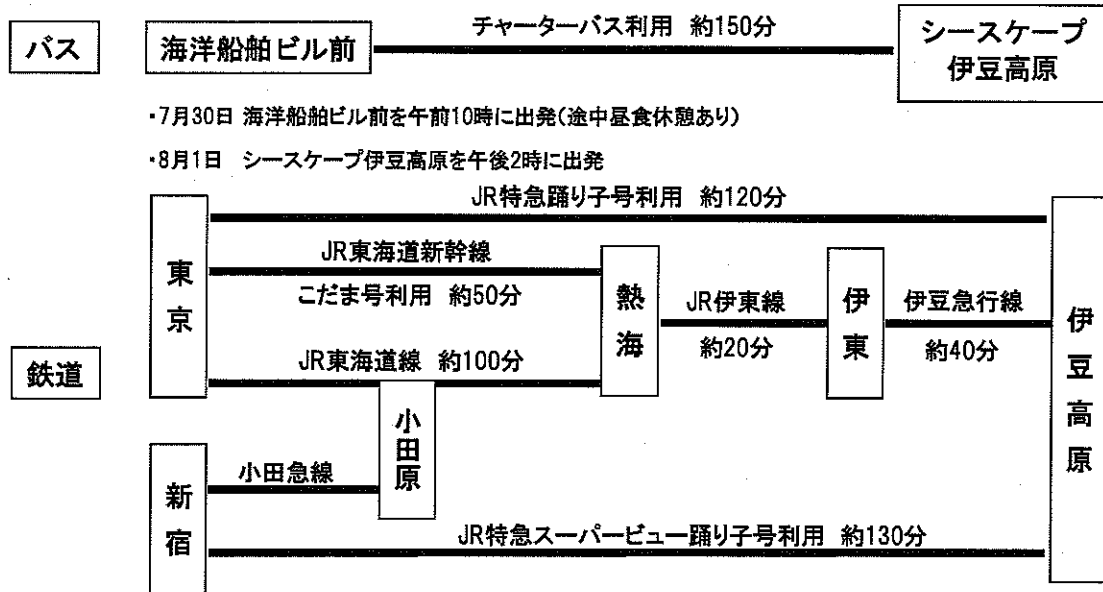 バス
海洋船舶ビル前
チャーターバス利用 約150分
シースケープ
伊豆高原
・7月30日 海洋船舶ビル前を午前10時に出発(途中昼食休憩あり)
・8月1日 シースケープ伊豆高原を午後2時に出発
鉄道
東京
JR特急踊り子号利用 約120分
JR東海道新幹線
こだま号利用 約50分
熱海
JR伊東線
約20分
伊東
伊豆急行線
約40分
伊豆高原
JR東海道線 約100分
小田原
新宿
小田急線
JR特急スーパービュー踊り子号利用 約130分